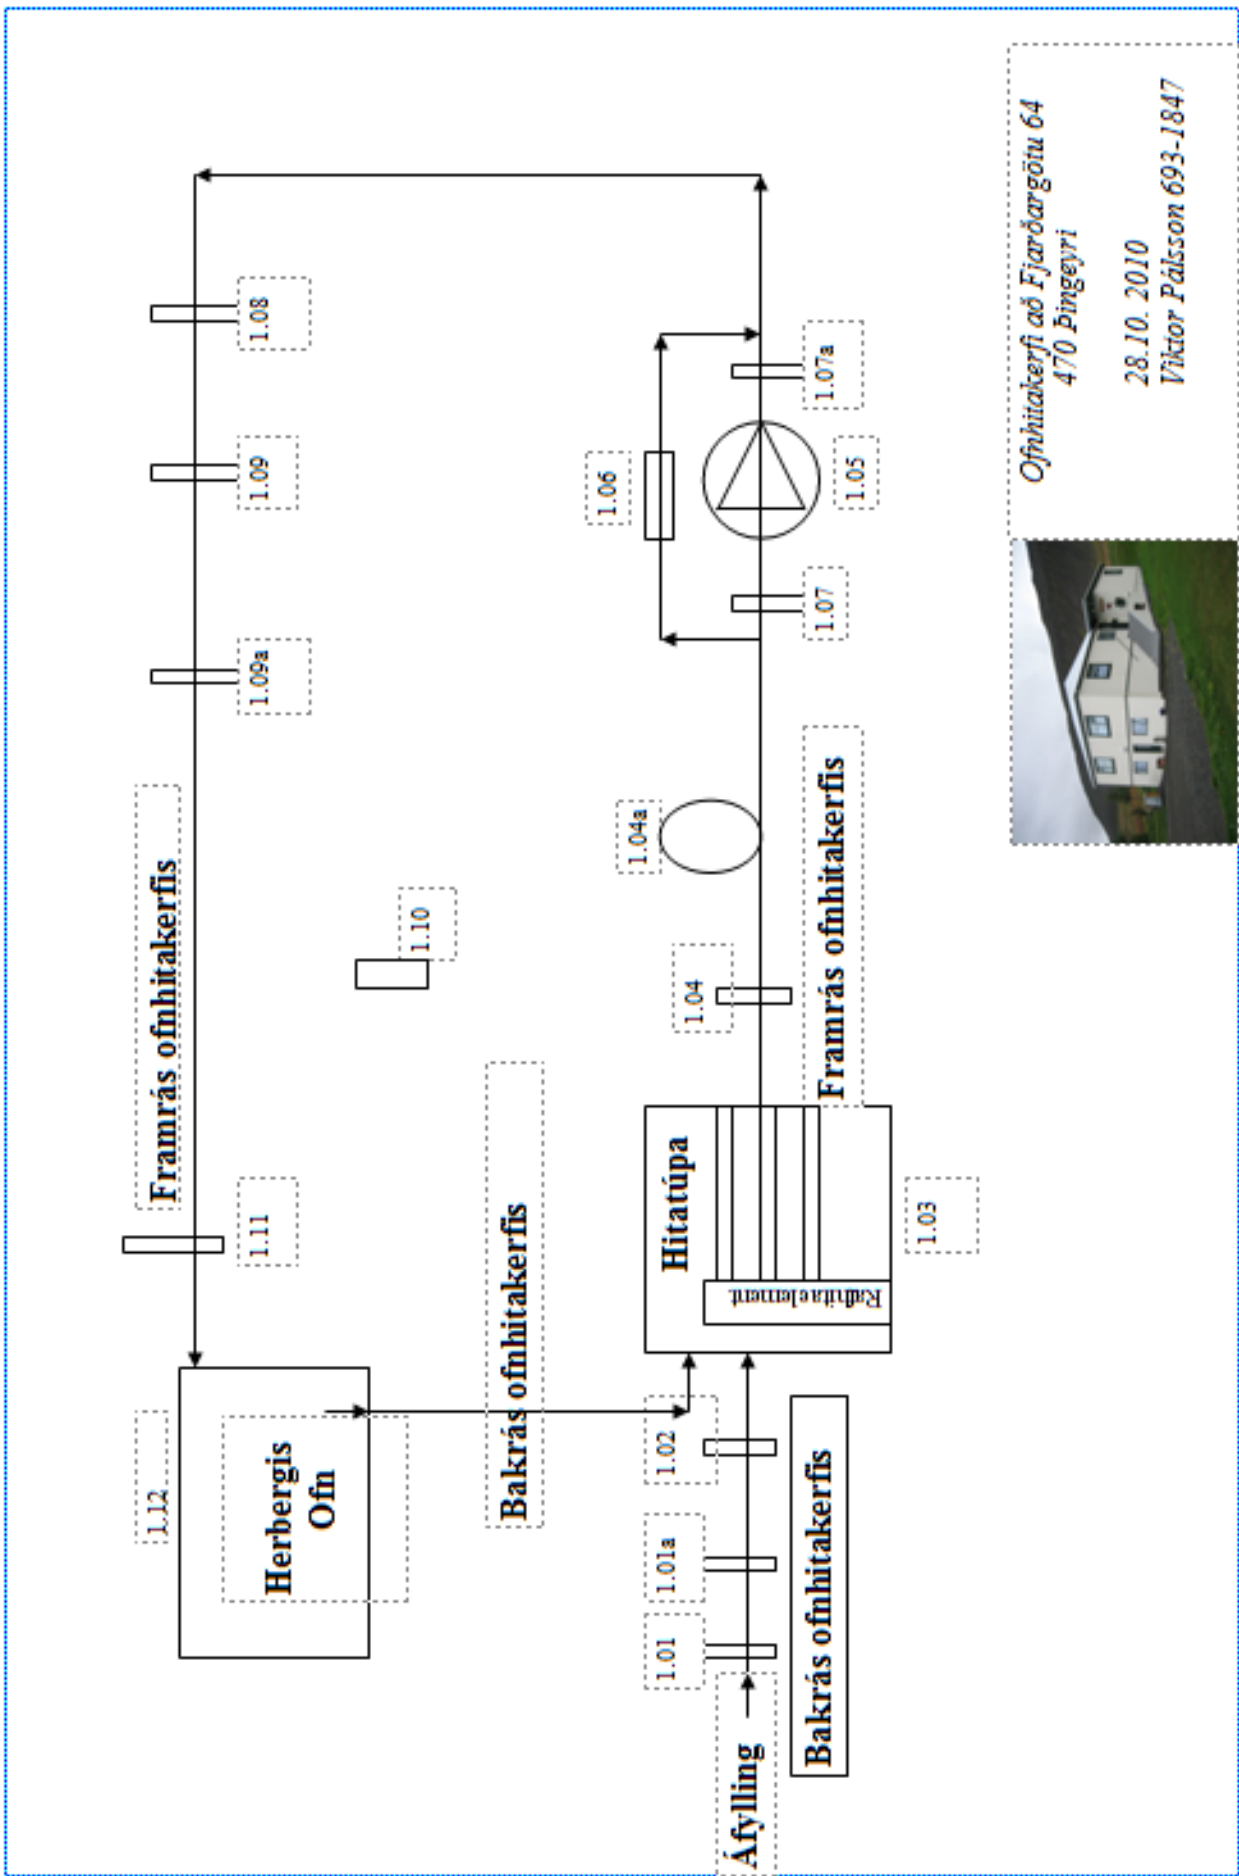 1.12
Herbergis
Ofn
1.11
Framrás ofnhitakerfis
1.09a
1.09
1.08
1.10
Bakrás ofnhitakerfis
1.06
1.04a
1.01
1.01a
1.02
Hitatúpa
Rafhitaelement
1.04
Áfylling
Bakrás ofnhitakerfis
Framrás ofnhitakerfis
1.07
1.05
1.07a
1.03
Ofnhitakerfi að Fjarðargötu 64
470 Þingeyri
28.10. 2010
Viktor Pálsson 693-1847